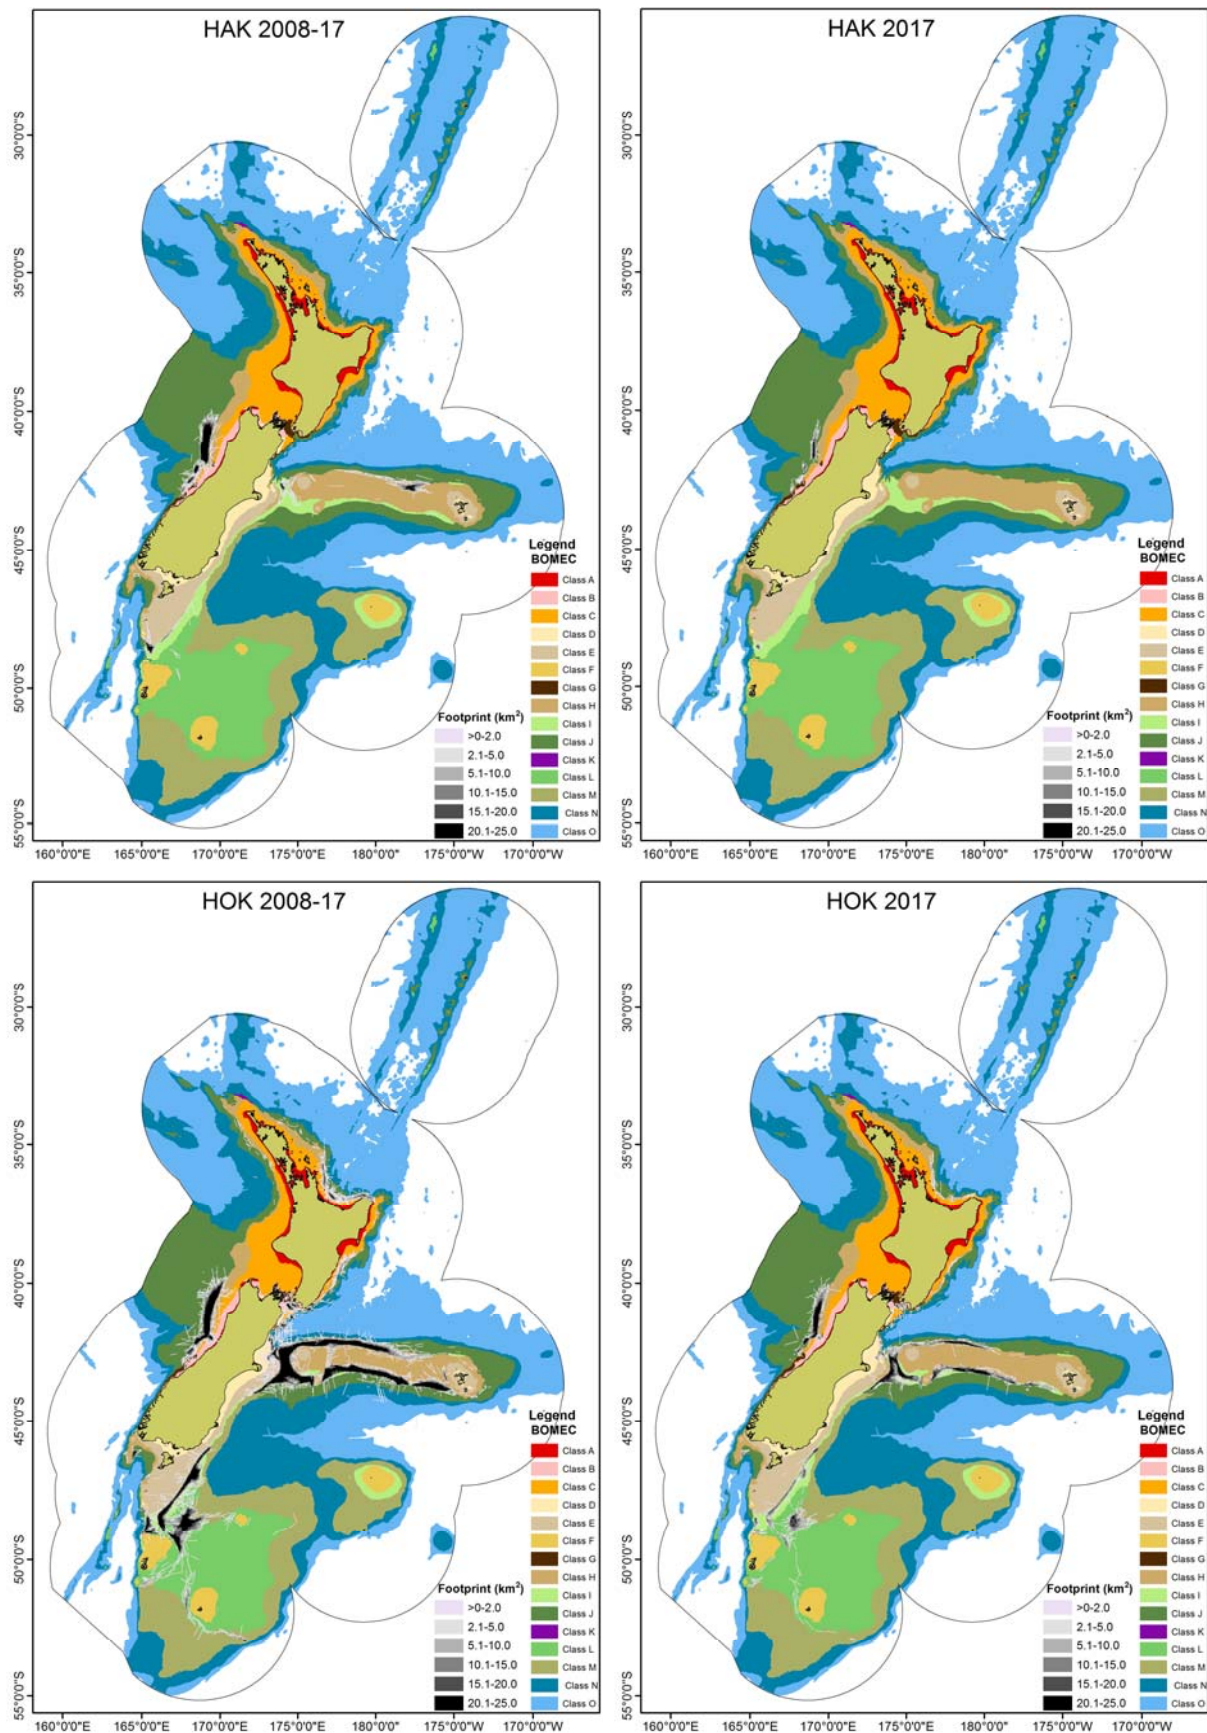 HAK 2008-17
30°0'0"S
35°0'0"S
40°0'0"S
45°0'0"S
50°0'0"S
55°0'0"S
Legend
BOMEC
Class A
Class B
Class C
Class D
Class E
Class F
Class G
Class H
Class I
Class J
Class K
Class L
Class M
Class N
Class O
Footprint (km²)
>0-2.0
2.1-5.0
5.1-10.0
10.1-15.0
15.1-20.0
20.1-25.0
160°0'0"E 165°0'0"E 170°0'0"E 175°0'0"E 180°0'0" 175°0'0"W 170°0'0"W
HAK 2017
30°0'0"S
35°0'0"S
40°0'0"S
45°0'0"S
50°0'0"S
55°0'0"S
Legend
BOMEC
Class A
Class B
Class C
Class D
Class E
Class F
Class G
Class H
Class I
Class J
Class K
Class L
Class M
Class N
Class O
Footprint (km²)
>0-2.0
2.1-5.0
5.1-10.0
10.1-15.0
15.1-20.0
20.1-25.0
160°0'0"E 165°0'0"E 170°0'0"E 175°0'0"E 180°0'0" 175°0'0"W 170°0'0"W
HOK 2008-17
30°0'0"S
35°0'0"S
40°0'0"S
45°0'0"S
50°0'0"S
55°0'0"S
Legend
BOMEC
Class A
Class B
Class C
Class D
Class E
Class F
Class G
Class H
Class I
Class J
Class K
Class L
Class M
Class N
Class O
Footprint (km²)
>0-2.0
2.1-5.0
5.1-10.0
10.1-15.0
15.1-20.0
20.1-25.0
160°0'0"E 165°0'0"E 170°0'0"E 175°0'0"E 180°0'0" 175°0'0"W 170°0'0"W
HOK 2017
30°0'0"S
35°0'0"S
40°0'0"S
45°0'0"S
50°0'0"S
55°0'0"S
Legend
BOMEC
Class A
Class B
Class C
Class D
Class E
Class F
Class G
Class H
Class I
Class J
Class K
Class L
Class M
Class N
Class O
Footprint (km²)
>0-2.0
2.1-5.0
5.1-10.0
10.1-15.0
15.1-20.0
20.1-25.0
160°0'0"E 165°0'0"E 170°0'0"E 175°0'0"E 180°0'0" 175°0'0"W 170°0'0"W